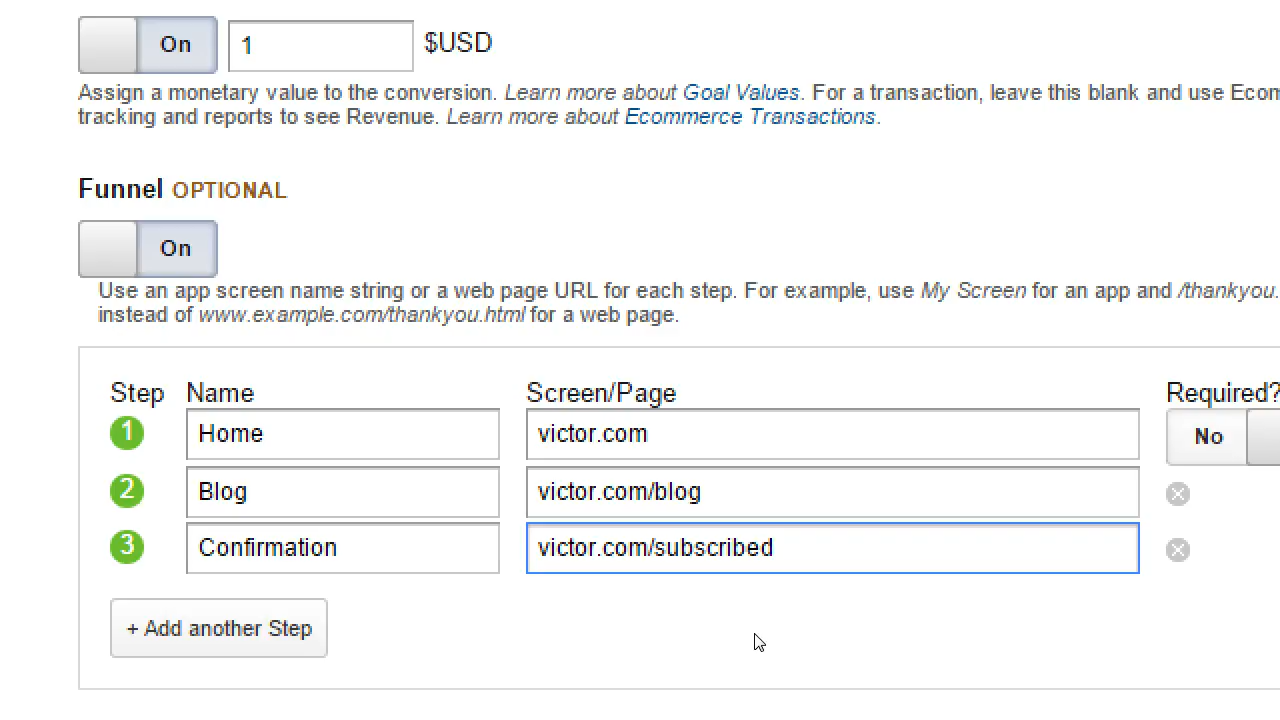 On 1 $USD
Assign a monetary value to the conversion. Learn more about Goal Values. For a transaction, leave this blank and use
tracking and reports to see Revenue. Learn more about Ecommerce Transactions.
Funnel OPTIONAL
On
Use an app screen name string or a web page URL for each step. For example, use My Screen for an app and /thankyou.
instead of www.example.com/thankyou.html for a web page.
Step Name Screen/Page Required?
1 Home victor.com No
2 Blog victor.com/blog
3 Confirmation victor.com/subscribed
+ Add another Step